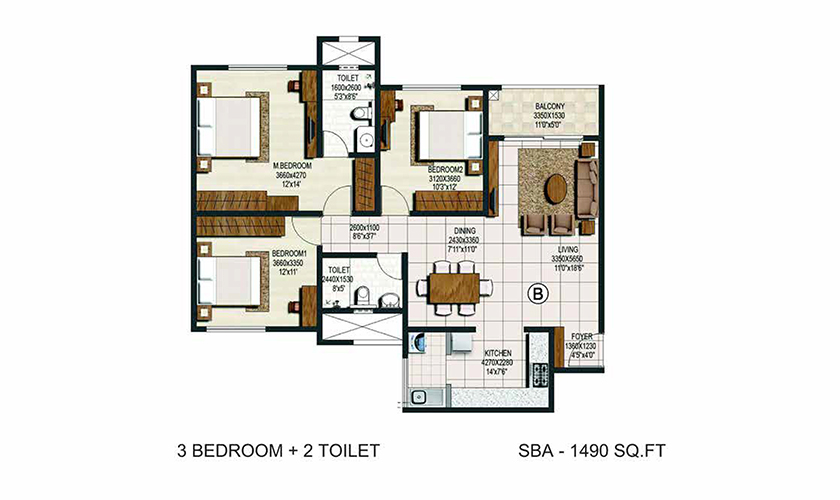 TOILET
1600x2600
5'3"x8'6"
BALCONY
3350X1530
11'0"x5'0"
M.BEDROOM
3660x4270
12'x14'
BEDROOM2
3120X3660
10'3"x12'
2600x1100
8'6"x3'7"
DINING
2430x3360
7'11"x11'0"
LIVING
3350X5650
11'0"x18'6"
BEDROOM1
3660x3350
12'x11'
TOILET
2440X1530
8'x5'
B
FOYER
1360X1230
4'5"x4'0"
KITCHEN
4270X2280
14'x7'6"
3 BEDROOM + 2 TOILET
SBA - 1490 SQ.FT